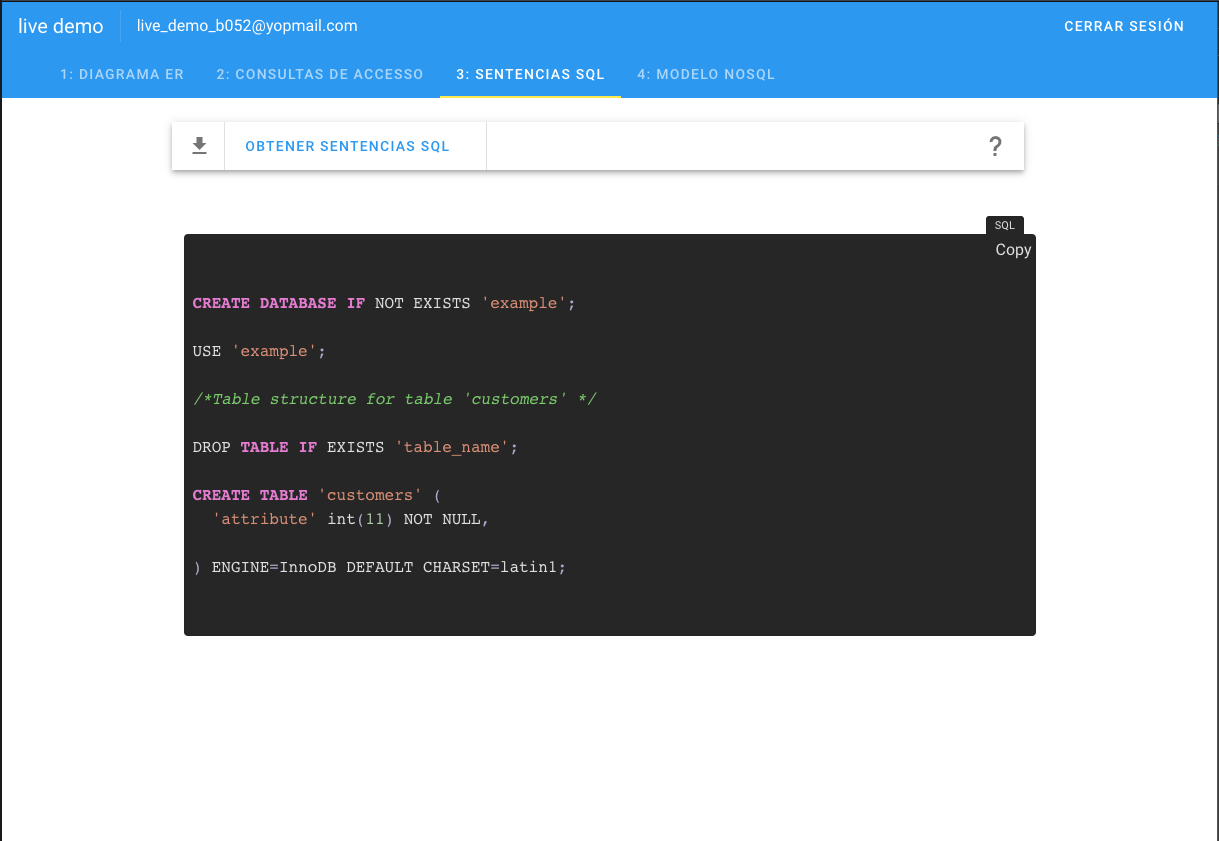 live demo
live_demo_b052@yopmail.com
CERRAR SESIÓN
1: DIAGRAMA ER
2: CONSULTAS DE ACCESSO
3: SENTENCIAS SQL
4: MODELO NOSQL
OBTENER SENTENCIAS SQL
?
SQL
Copy
CREATE DATABASE IF NOT EXISTS 'example';
USE 'example';
/*Table structure for table 'customers' */
DROP TABLE IF EXISTS 'table_name';
CREATE TABLE 'customers' (
'attribute' int(11) NOT NULL,
) ENGINE=InnoDB DEFAULT CHARSET=latin1;